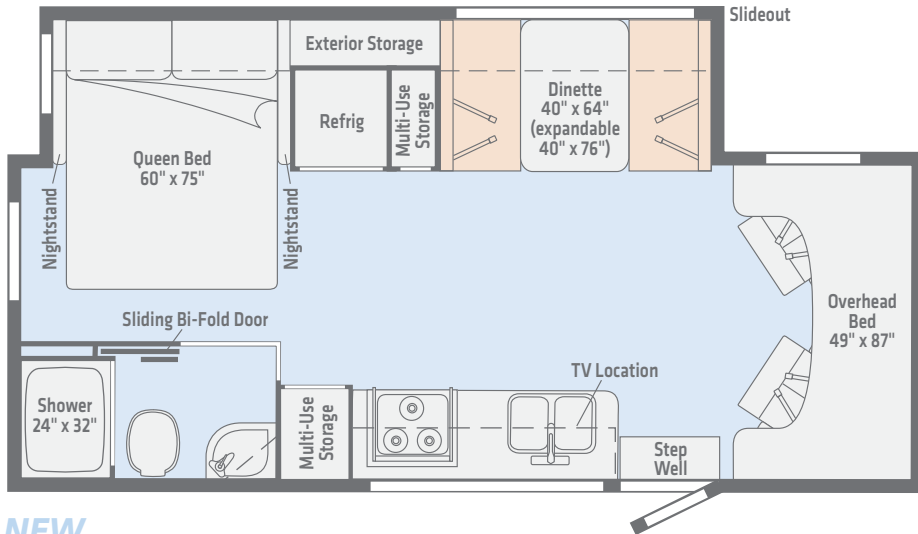 Slideout
Exterior Storage
Refrig
Multi-Use
Storage
Dinette
40" x 64"
(expandable
40" x 76")
Queen Bed
60" x 75"
Nightstand
Nightstand
Overhead
Bed
49" x 87"
Sliding Bi-Fold Door
TV Location
Shower
24" x 32"
Multi-Use
Storage
Step
Well
NEW